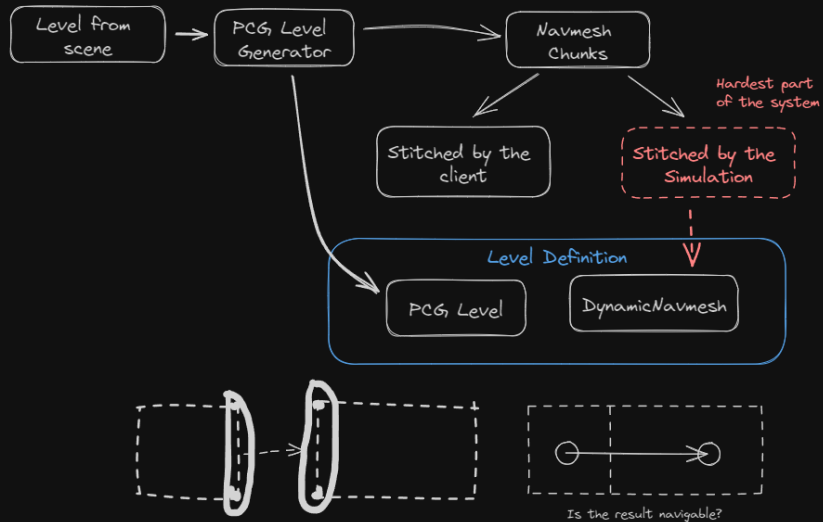 Level from
scene
PCG Level
Generator
Navmesh
Chunks
Hardest part
of the system
Stitched by the
client
Stitched by the
Simulation
Level Definition
PCG Level
DynamicNavmesh
Is the result navigable?